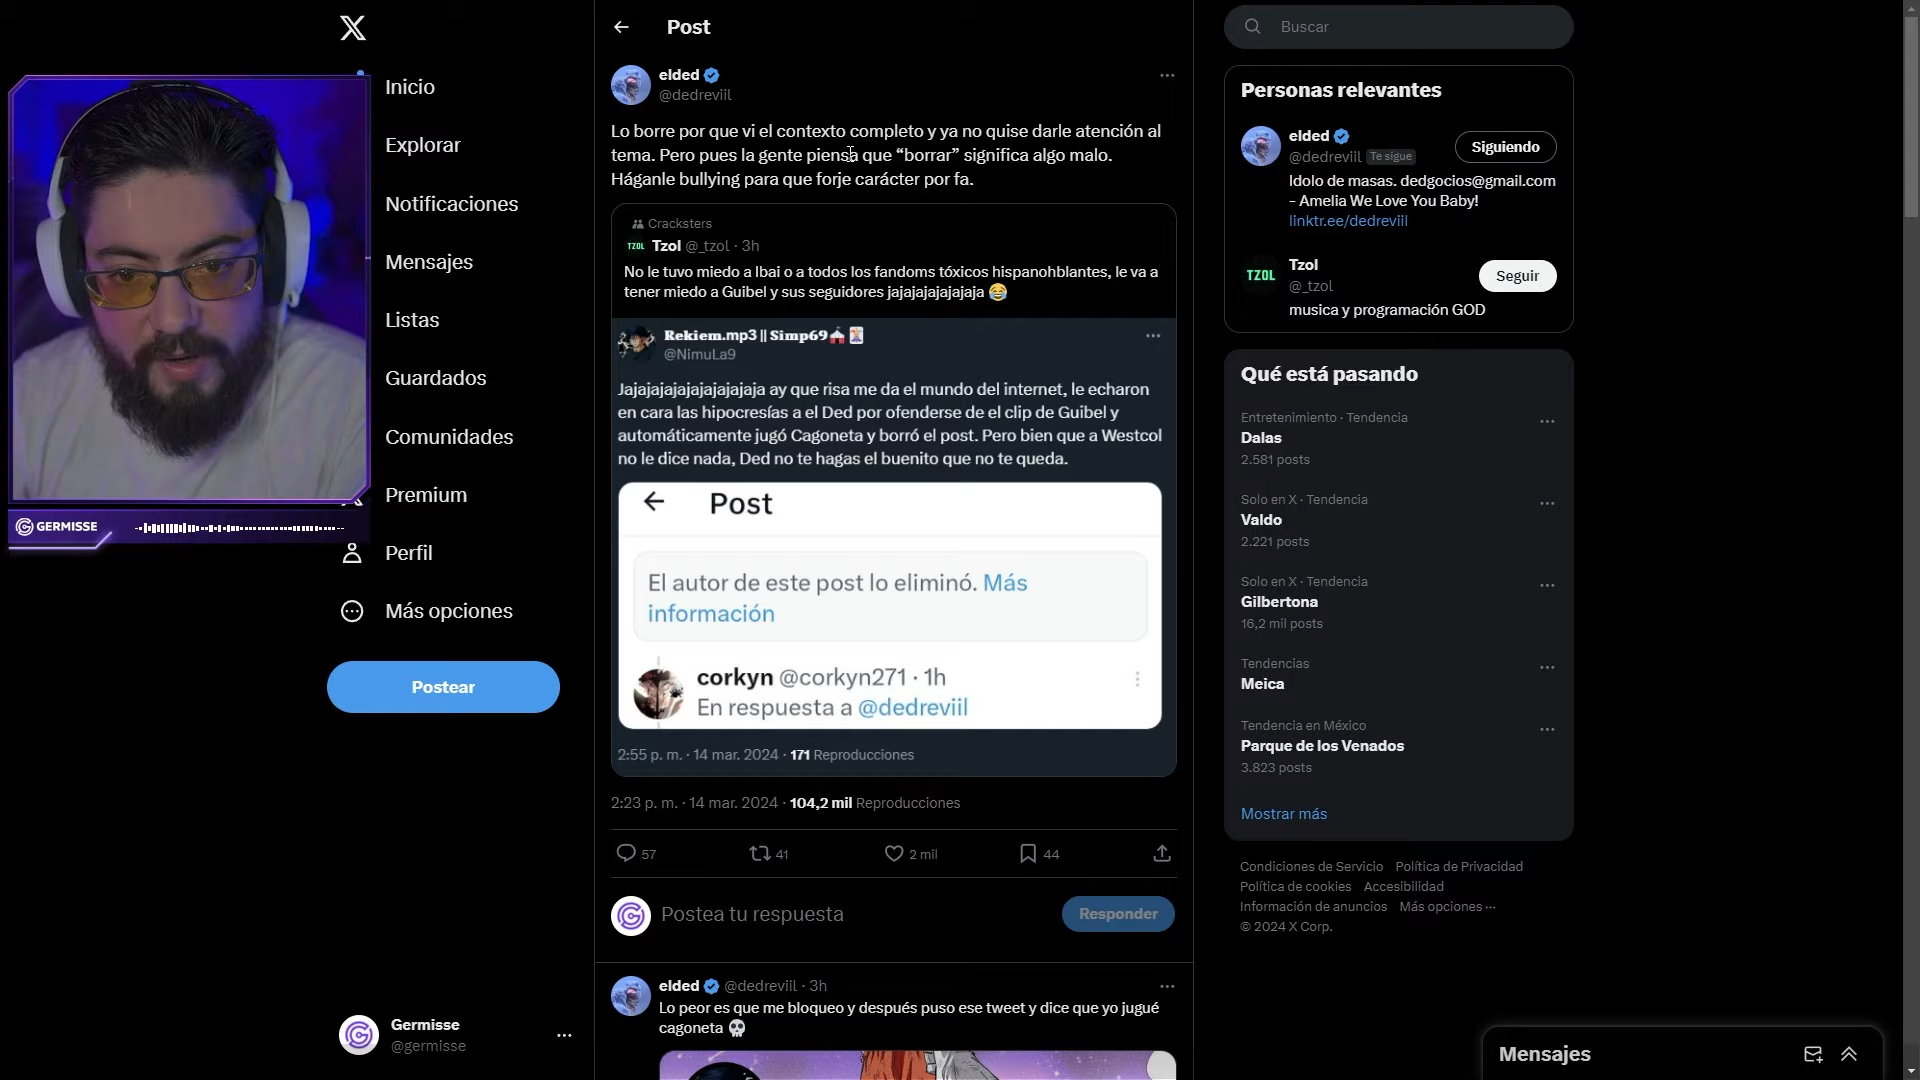 Inicio
Explorar
Notificaciones
Mensajes
Listas
Guardados
Comunidades
Premium
Perfil
Más opciones
Postear
GERMISSE
Germisse
@germisse
Post
elded
@dedreviil
Lo borre por que vi el contexto completo y ya no quise darle atención al
tema. Pero pues la gente piensa que “borrar” significa algo malo.
Háganle bullying para que forje carácter por fa.
Cracksters
TZOL Tzol @_tzol · 3h
No le tuvo miedo a Ibai o a todos los fandoms tóxicos hispanohblantes, le va a
tener miedo a Guibel y sus seguidores jajajajajajajaja 😂
Rekiem.mp3 || Simp69🎪🃏
@NimuLa9
Jajajajajajajajajajaja ay que risa me da el mundo del internet, le echaron
en cara las hipocresías a el Ded por ofenderse de el clip de Guibel y
automáticamente jugó Cagoneta y borró el post. Pero bien que a Westcol
no le dice nada, Ded no te hagas el buenito que no te queda.
Post
El autor de este post lo eliminó. Más
información
corkyn @corkyn271 · 1h
En respuesta a @dedreviil
2:55 p. m. · 14 mar. 2024 · 171 Reproducciones
2:23 p. m. · 14 mar. 2024 · 104,2 mil Reproducciones
57 41 2 mil 44
Postea tu respuesta
Responder
elded @dedreviil · 3h
Lo peor es que me bloqueo y después puso ese tweet y dice que yo jugué
cagoneta 💀
Buscar
Personas relevantes
elded
@dedreviil Te sigue
Siguiendo
Idolo de masas. dedgocios@gmail.com
- Amelia We Love You Baby!
linktr.ee/dedreviil
TZOL
Tzol
@_tzol
Seguir
musica y programación GOD
Qué está pasando
Entretenimiento · Tendencia
Dalas
2.581 posts
Solo en X · Tendencia
Valdo
2.221 posts
Solo en X · Tendencia
Gilbertona
16,2 mil posts
Tendencias
Meica
Tendencia en México
Parque de los Venados
3.823 posts
Mostrar más
Condiciones de Servicio Política de Privacidad
Política de cookies Accesibilidad
Información de anuncios Más opciones ···
© 2024 X Corp.
Mensajes